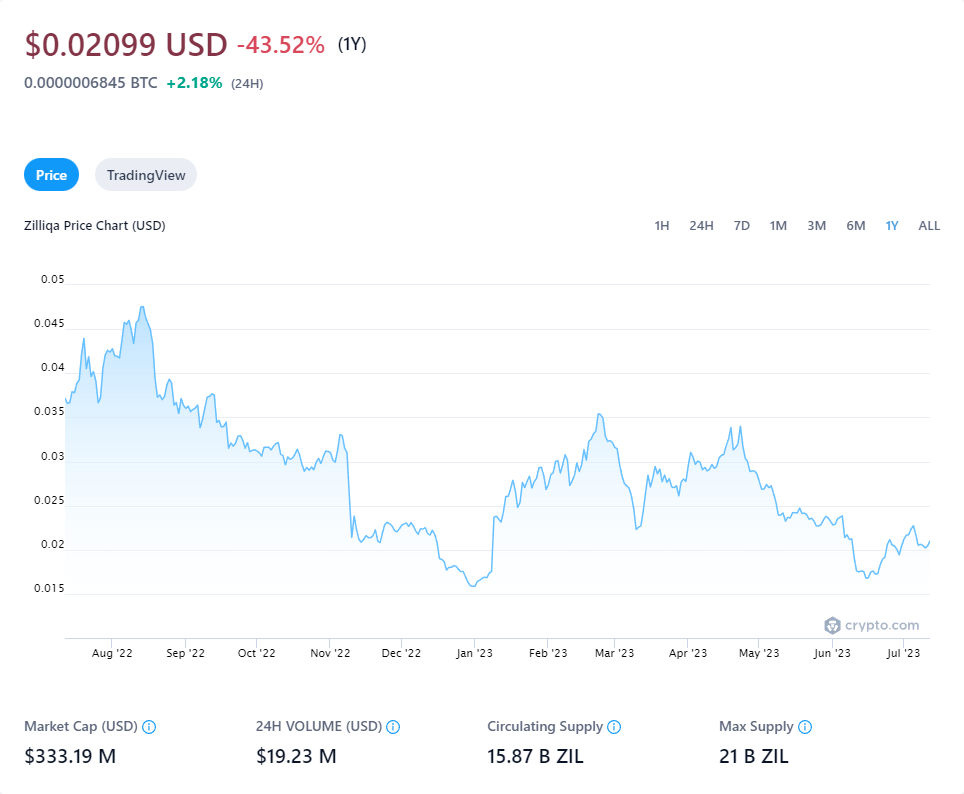 $0.02099 USD -43.52% (1Y)
0.0000006845 BTC +2.18% (24H)
Price TradingView
Zilliqa Price Chart (USD) 1H 24H 7D 1M 3M 6M 1Y ALL
0.05
0.045
0.04
0.035
0.03
0.025
0.02
0.015
crypto.com
Aug '22 Sep '22 Oct '22 Nov '22 Dec '22 Jan '23 Feb '23 Mar '23 Apr '23 May '23 Jun '23 Jul '23
Market Cap (USD) 24H VOLUME (USD) Circulating Supply Max Supply
$333.19 M $19.23 M 15.87 B ZIL 21 B ZIL